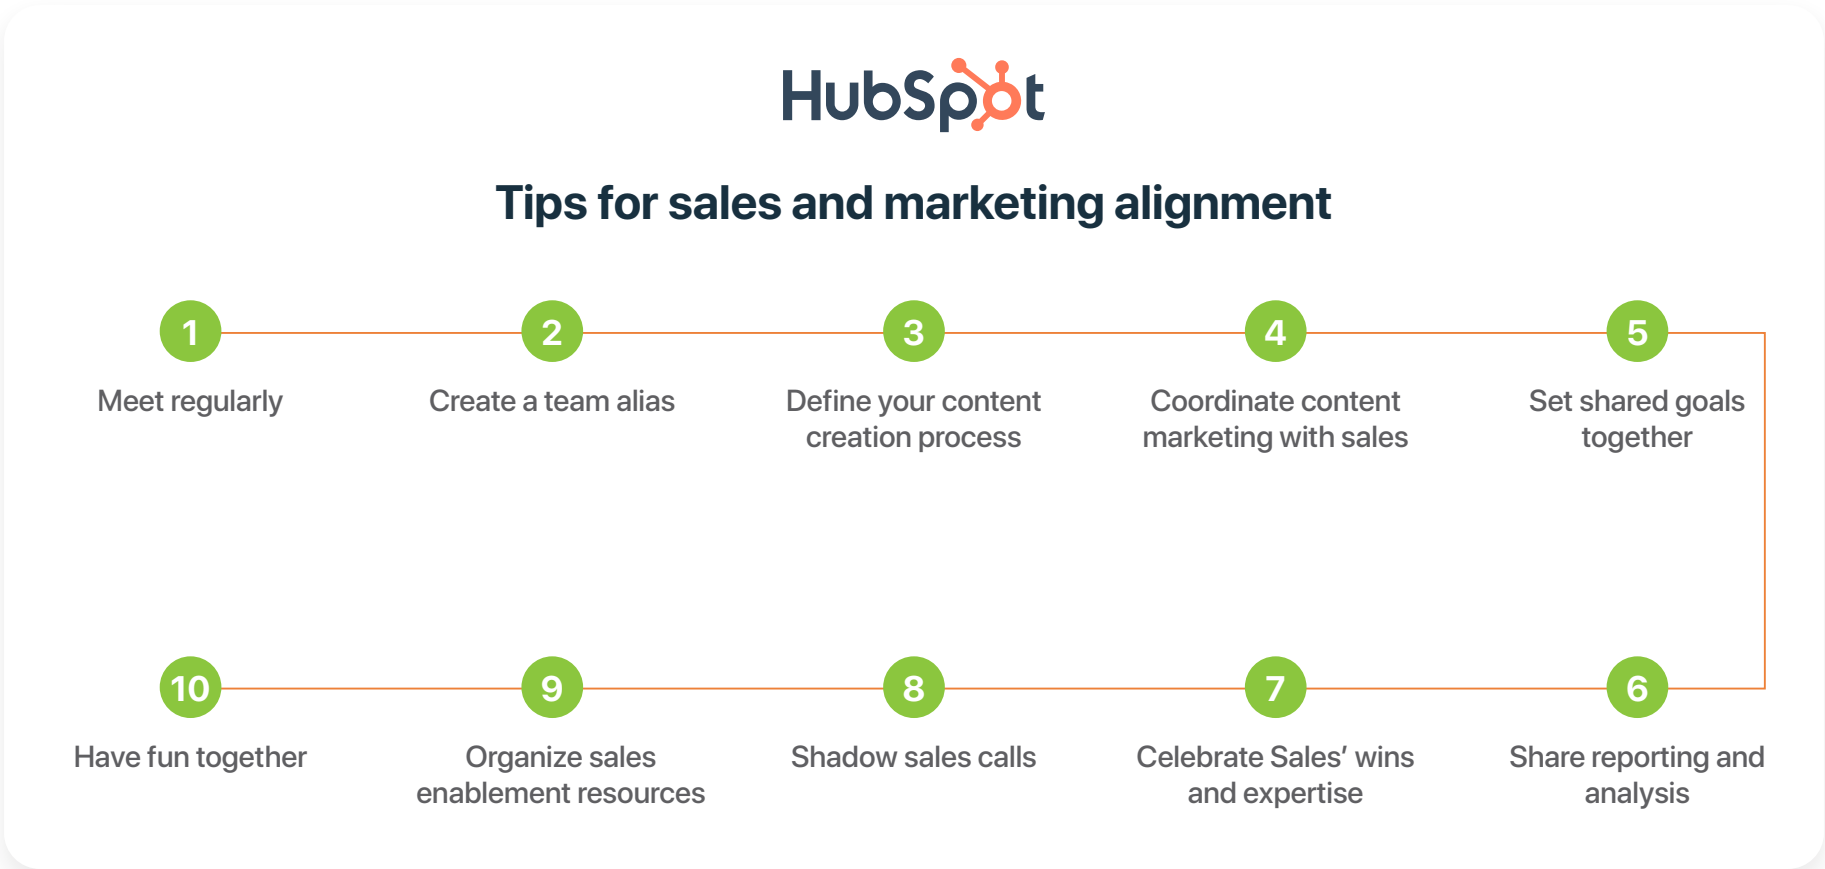 HubSpot
Tips for sales and marketing alignment
1
Meet regularly
2
Create a team alias
3
Define your content
creation process
4
Coordinate content
marketing with sales
5
Set shared goals
together
6
Share reporting and
analysis
7
Celebrate Sales’ wins
and expertise
8
Shadow sales calls
9
Organize sales
enablement resources
10
Have fun together